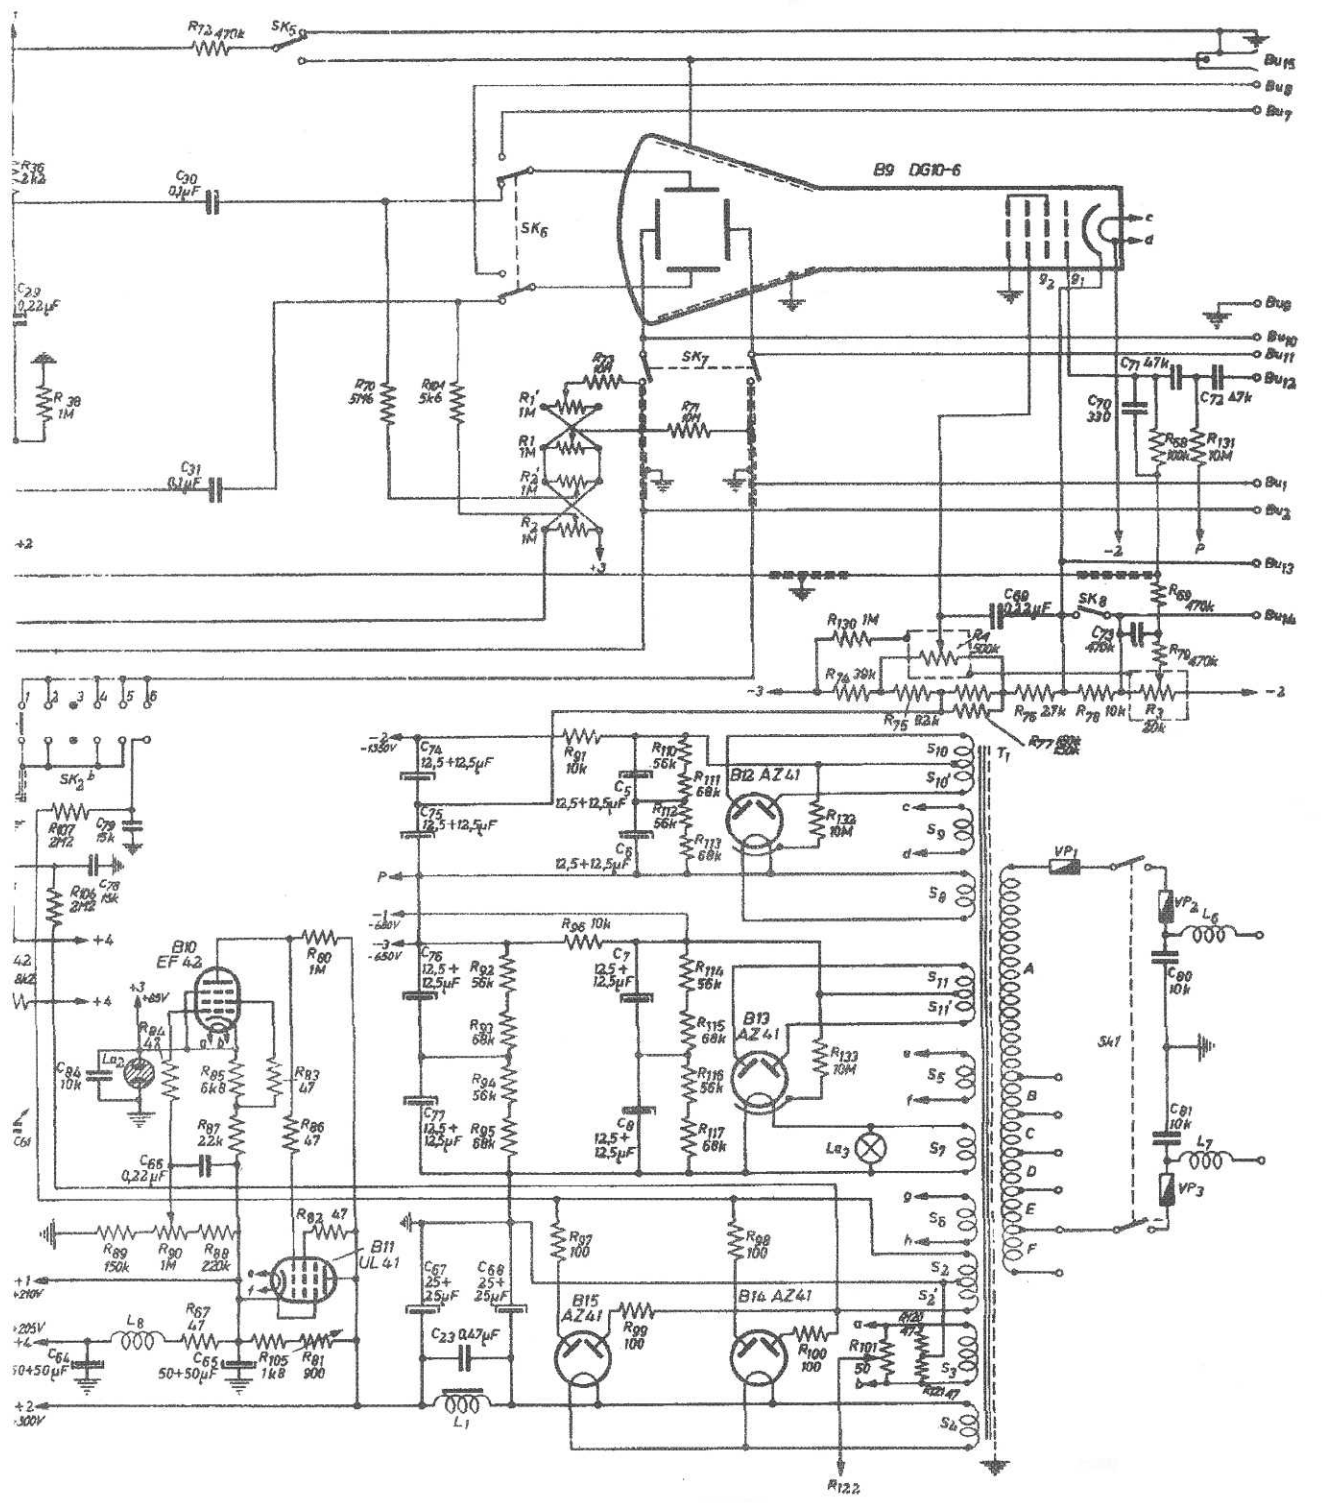 R72 470k
SK5
Bu15
Bu8
Bu7
R36
2k2
C30
0,1µF
B9 DG10-6
c
SK6
d
C29
0,22µF
g2 g1
Bu10
Bu11
SK7
R73
10M
C71 47k
Bu12
C72 47k
C70
330
R1'
1M
R70
5M6
R104
5k6
R38
1M
R71
10M
R1
1M
R68
100k
R131
10M
C31
0,1µF
R2'
1M
Bu1
Bu2
R2
1M
+2
-2
P
+3
Bu13
C69
0,22µF
SK8
R69
470k
Bu14
R130 1M
R4
500k
C73
470k
R79
470k
1 2 3 4 5 6
-3
R74 39k
-2
R75 82k
R76 27k
R78 10k
R3
R77
-2
-1350V
C74
12,5+12,5µF
R91
10k
R110
56k
S10
T1
SK2 b
C5
R111
68k
B12 AZ41
S10'
12,5+12,5µF
c
C75
12,5+12,5µF
R112
56k
R107
2M2
C79
15k
R132
10M
S9
R113
68k
C6
d
VP1
12,5+12,5µF
P
R106
2M2
C78
15k
S8
VP2
L6
-1
-680V
R96 10k
+4
B10
EF42
R80
1M
-3
-650V
C76
12,5+
12,5µF
R92
56k
C7
12,5+
12,5µF
R114
56k
S11
A
C80
10k
42
8k2
+4
+3
+85V
S11'
R93
68k
R115
68k
B13
AZ41
R84
47
La2
a b
Sk1
e
R133
10M
C84
10k
R85
6k8
R83
47
R94
56k
R116
56k
S5
B
f
C77
12,5+
12,5µF
C8
12,5+
12,5µF
C61
R87
22k
R86
47
R95
68k
R117
68k
C
C81
10k
La3
S7
L7
C66
0,22µF
D
VP3
g
S6
E
R82 47
h
R89
150k
R90
1M
R88
220k
B11
UL41
R97
100
R98
100
F
C67
25+
25µF
C68
25+
25µF
S2
e
f
+1
+210V
S2'
B15
AZ41
B14 AZ41
L8
R67
47
R99
100
R100
100
a
R101
50
+205V
+4
C23 0,47µF
C64
50+50µF
C65
50+50µF
R105
1k8
R81
900
b
S3
R121 47
+2
L1
S4
R122